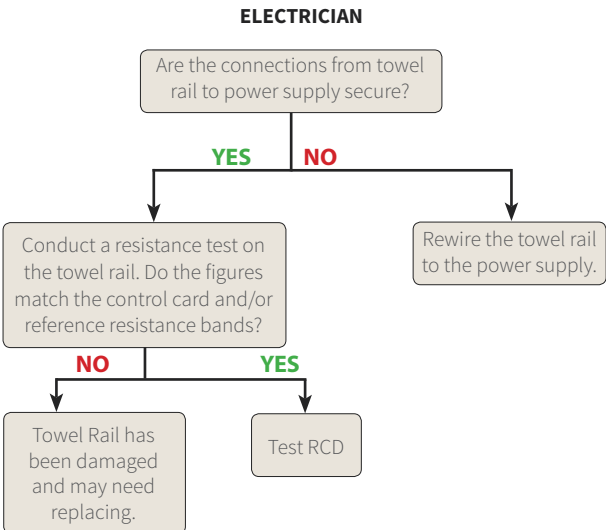 ELECTRICIAN
Are the connections from towel
rail to power supply secure?
YES
NO
Conduct a resistance test on
the towel rail. Do the figures
match the control card and/or
reference resistance bands?
Rewire the towel rail
to the power supply.
NO
YES
Towel Rail has
been damaged
and may need
replacing.
Test RCD